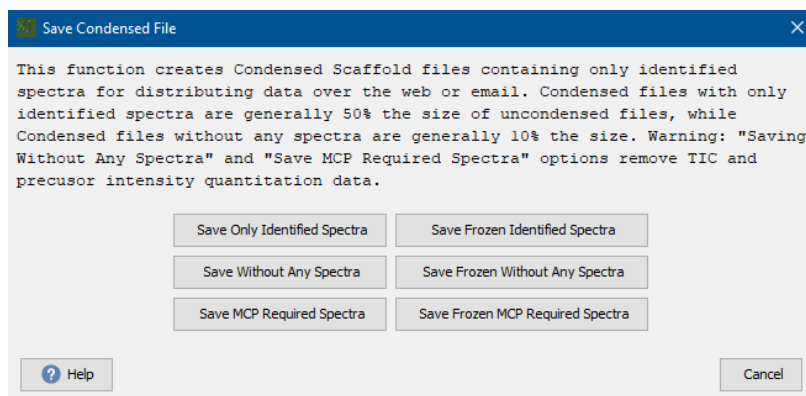 Save Condensed File
This function creates Condensed Scaffold files containing only identified
spectra for distributing data over the web or email. Condensed files with only
identified spectra are generally 50% the size of uncondensed files, while
Condensed files without any spectra are generally 10% the size. Warning: "Saving
Without Any Spectra" and "Save MCP Required Spectra" options remove TIC and
precusor intensity quantitation data.
Save Only Identified Spectra
Save Frozen Identified Spectra
Save Without Any Spectra
Save Frozen Without Any Spectra
Save MCP Required Spectra
Save Frozen MCP Required Spectra
Help
Cancel